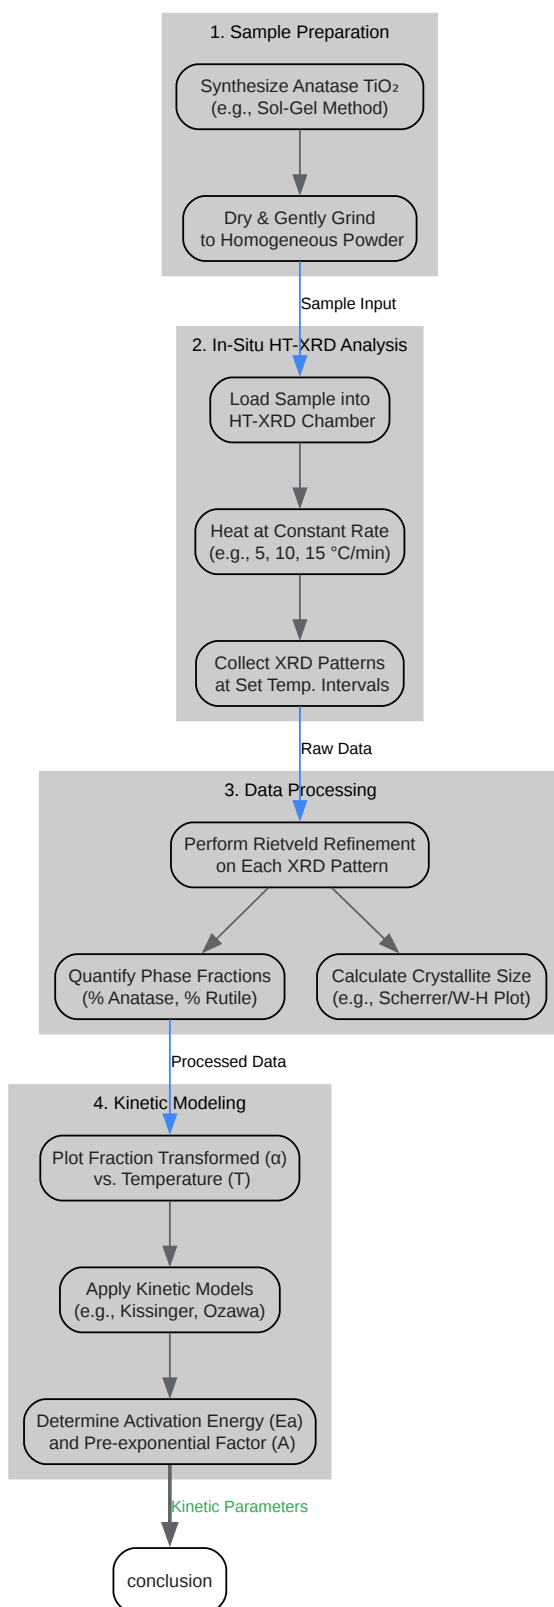 1. Sample Preparation
Synthesize Anatase TiO₂
(e.g., Sol-Gel Method)
Dry & Gently Grind
to Homogeneous Powder
Sample Input
2. In-Situ HT-XRD Analysis
Load Sample into
HT-XRD Chamber
Heat at Constant Rate
(e.g., 5, 10, 15 °C/min)
Collect XRD Patterns
at Set Temp. Intervals
Raw Data
3. Data Processing
Perform Rietveld Refinement
on Each XRD Pattern
Quantify Phase Fractions
(% Anatase, % Rutile)
Calculate Crystallite Size
(e.g., Scherrer/W-H Plot)
Processed Data
4. Kinetic Modeling
Plot Fraction Transformed (α)
vs. Temperature (T)
Apply Kinetic Models
(e.g., Kissinger, Ozawa)
Determine Activation Energy (Ea)
and Pre-exponential Factor (A)
Kinetic Parameters
conclusion